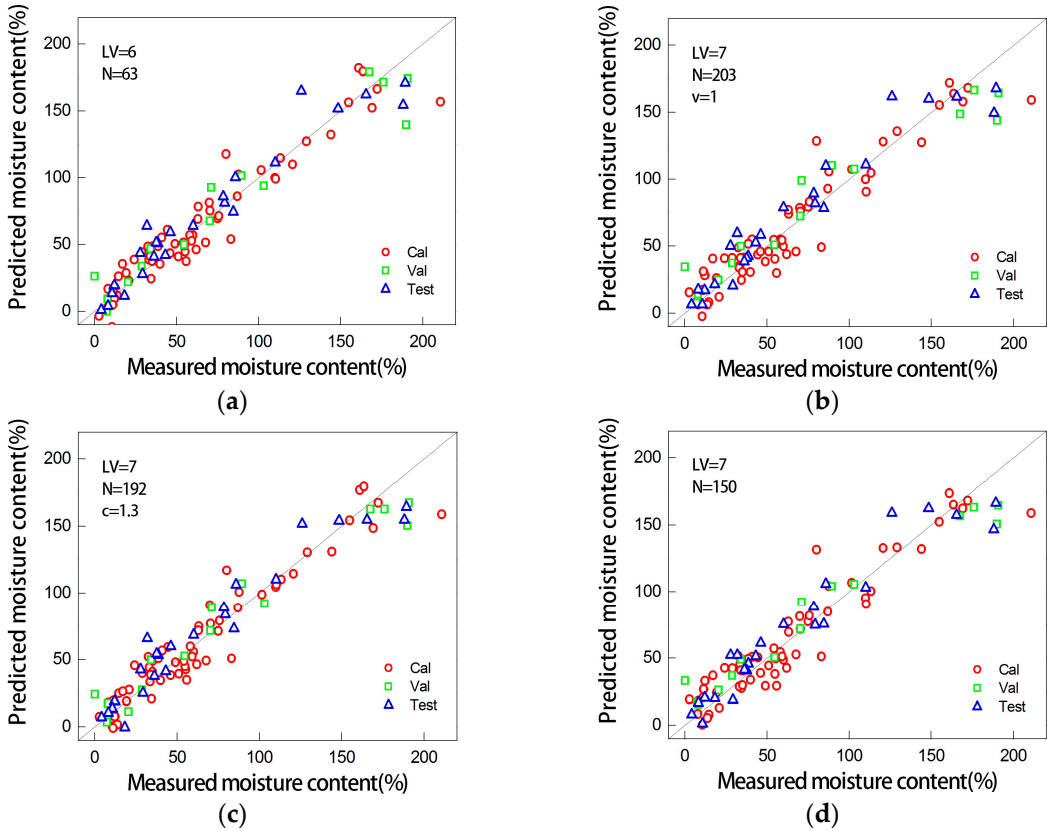 Predicted moisture content(%)
200
150
100
50
0
LV=6
N=63
Cal
Val
Test
0 50 100 150 200
Measured moisture content(%)
(a)
Predicted moisture content(%)
200
150
100
50
0
LV=7
N=203
v=1
Cal
Val
Test
0 50 100 150 200
Measured moisture content(%)
(b)
Predicted moisture content(%)
200
150
100
50
0
LV=7
N=192
c=1.3
Cal
Val
Test
0 50 100 150 200
Measured moisture content(%)
(c)
Predicted moisture content(%)
200
150
100
50
0
LV=7
N=150
Cal
Val
Test
0 50 100 150 200
Measured moisture content(%)
(d)